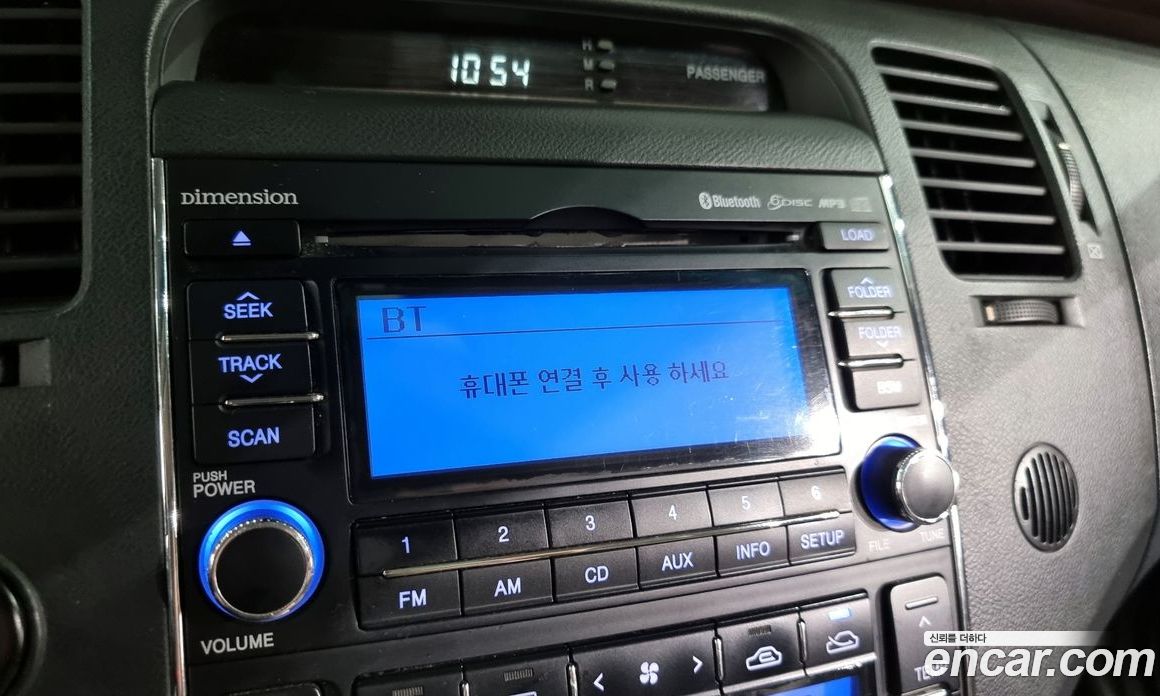 10:54
H
M
R
PASSENGER
Dimension
Bluetooth 6DISC MP3
LOAD
SEEK
TRACK
SCAN
BT
휴대폰 연결 후 사용 하세요
FOLDER
FOLDER
PUSH
POWER
VOLUME
1 2 3 4 5 6
FM AM CD AUX INFO SETUP
FILE TUNE
신뢰를 더하다
encar.com